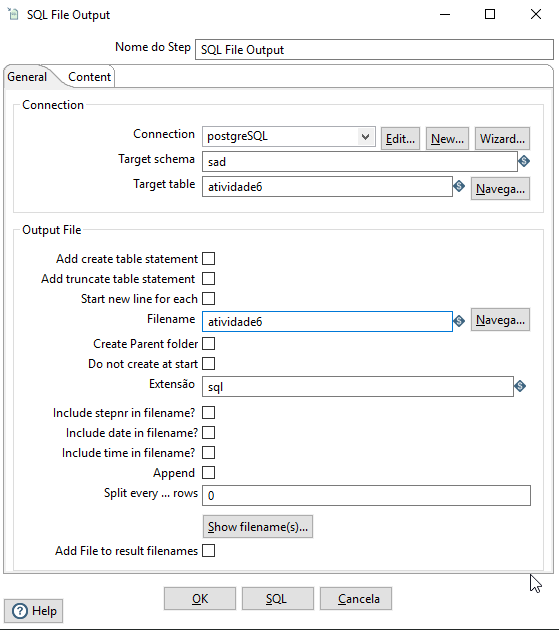 SQL File Output
Nome do Step SQL File Output
General Content
Connection
Connection postgreSQL Edit... New... Wizard...
Target schema sad
Target table atividade6 Navega...
Output File
Add create table statement
Add truncate table statement
Start new line for each
Filename atividade6 Navega...
Create Parent folder
Do not create at start
Extensão sql
Include stepnr in filename?
Include date in filename?
Include time in filename?
Append
Split every ... rows 0
Show filename(s)...
Add File to result filenames
OK SQL Cancela
Help